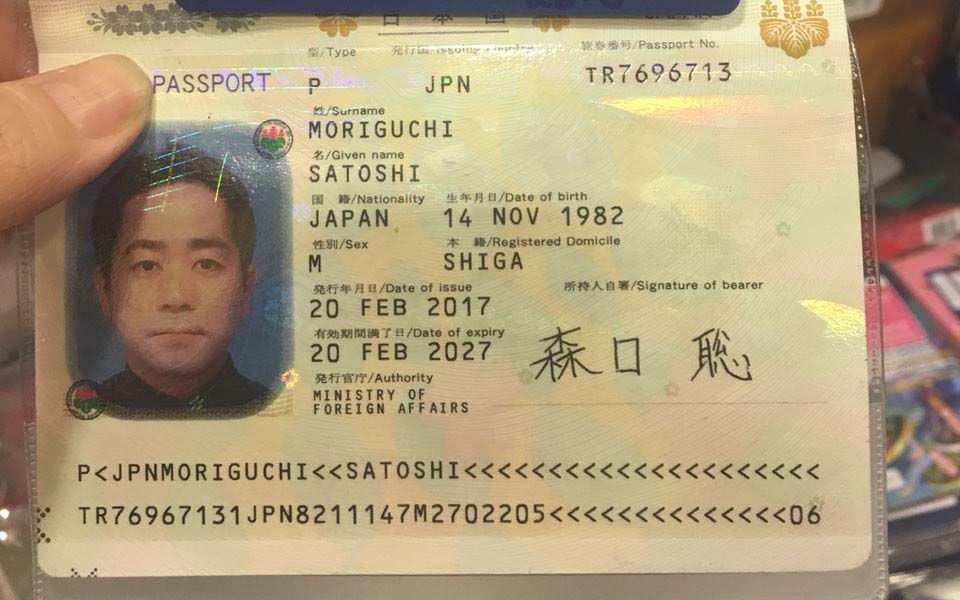 日本国 JAPAN
型/Type 発行国/Issuing country 旅券番号/Passport No.
PASSPORT P JPN TR7696713
姓/Surname
MORIGUCHI
名/Given name
SATOSHI
国 籍/Nationality 生年月日/Date of birth
JAPAN 14 NOV 1982
性別/Sex 本 籍/Registered Domicile
M SHIGA
発行年月日/Date of issue 所持人自署/Signature of bearer
20 FEB 2017
有効期間満了日/Date of expiry
20 FEB 2027
森口 聡
発行官庁/Authority
MINISTRY OF
FOREIGN AFFAIRS
P<JPNMORIGUCHI<<SATOSHI<<<<<<<<<<<<<<<<<<<<<
TR76967131JPN8211147M2702205<<<<<<<<<<<<<<06